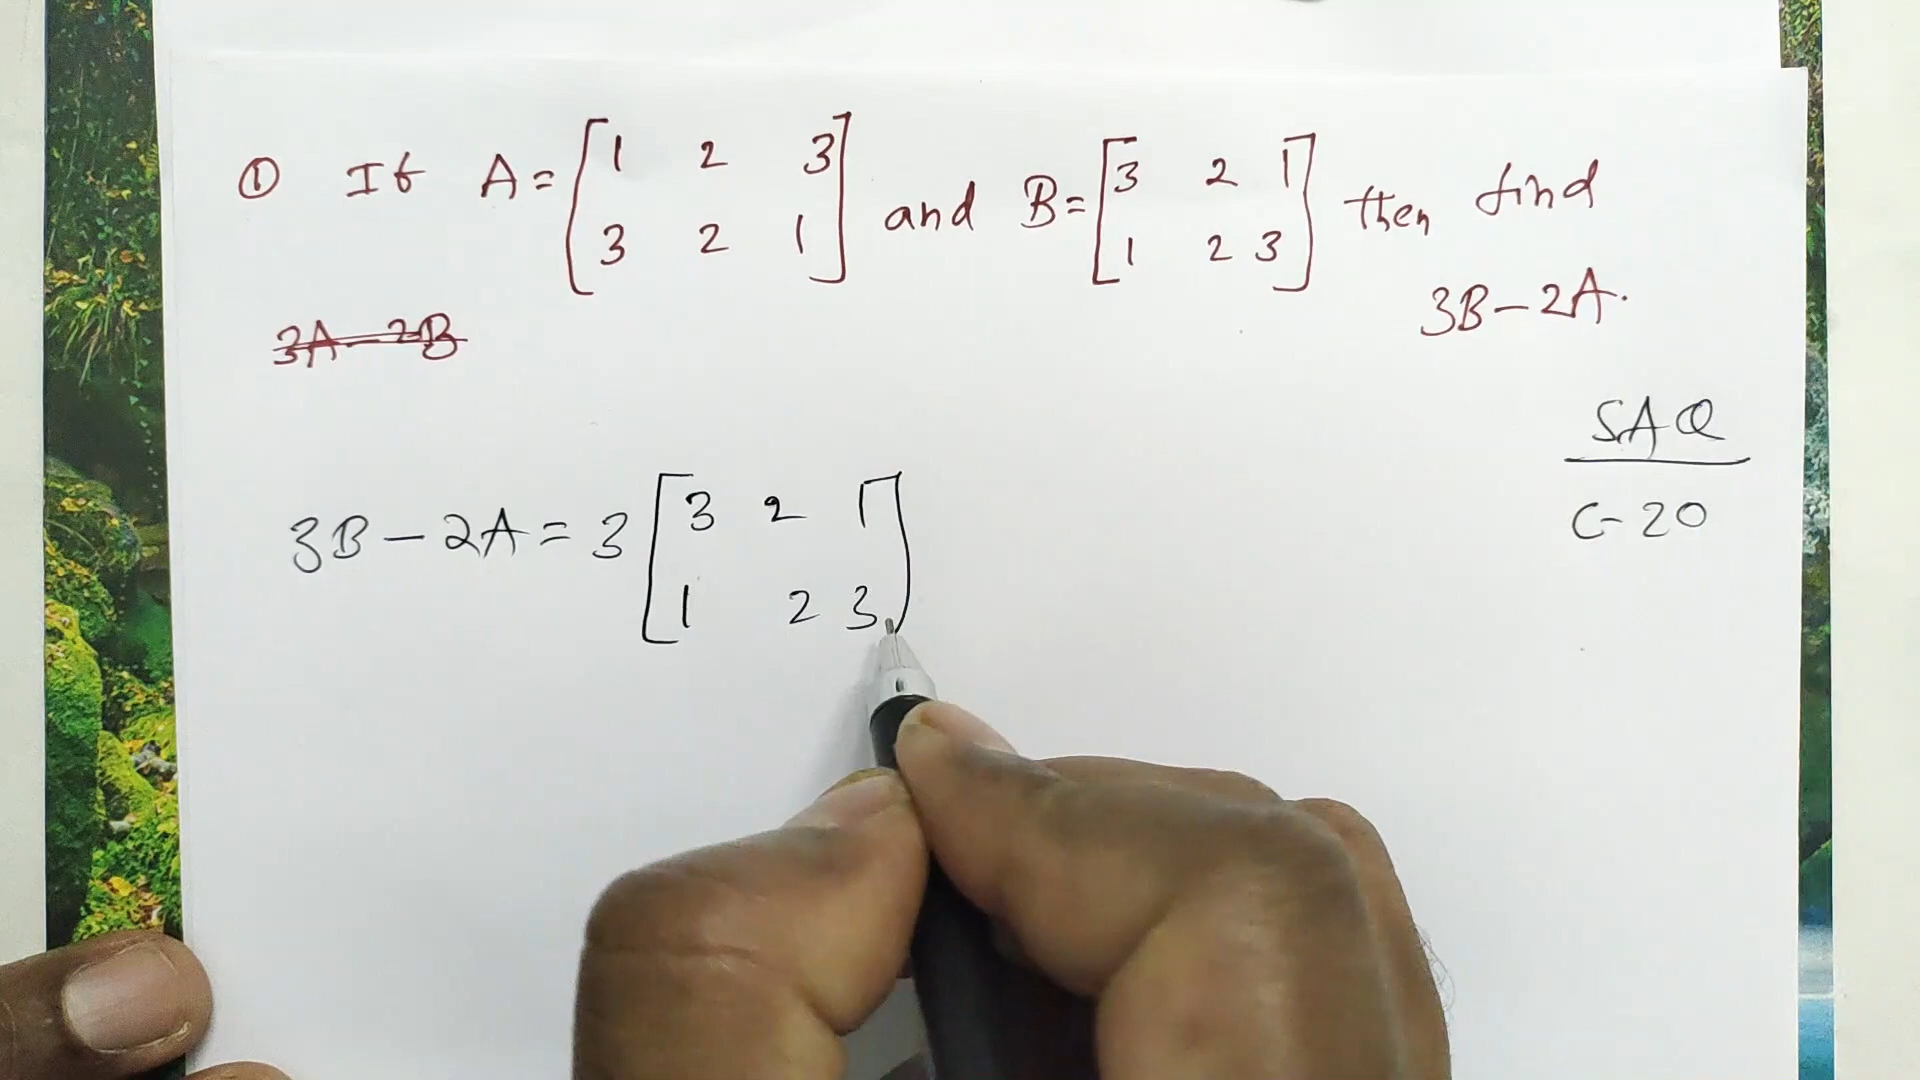 ① If A = [1 2 3
3 2 1] and B = [3 2 1
1 2 3] then find
3B - 2A.
3A - 2B
SAQ
C-20
3B - 2A = 3 [3 2 1
1 2 3]